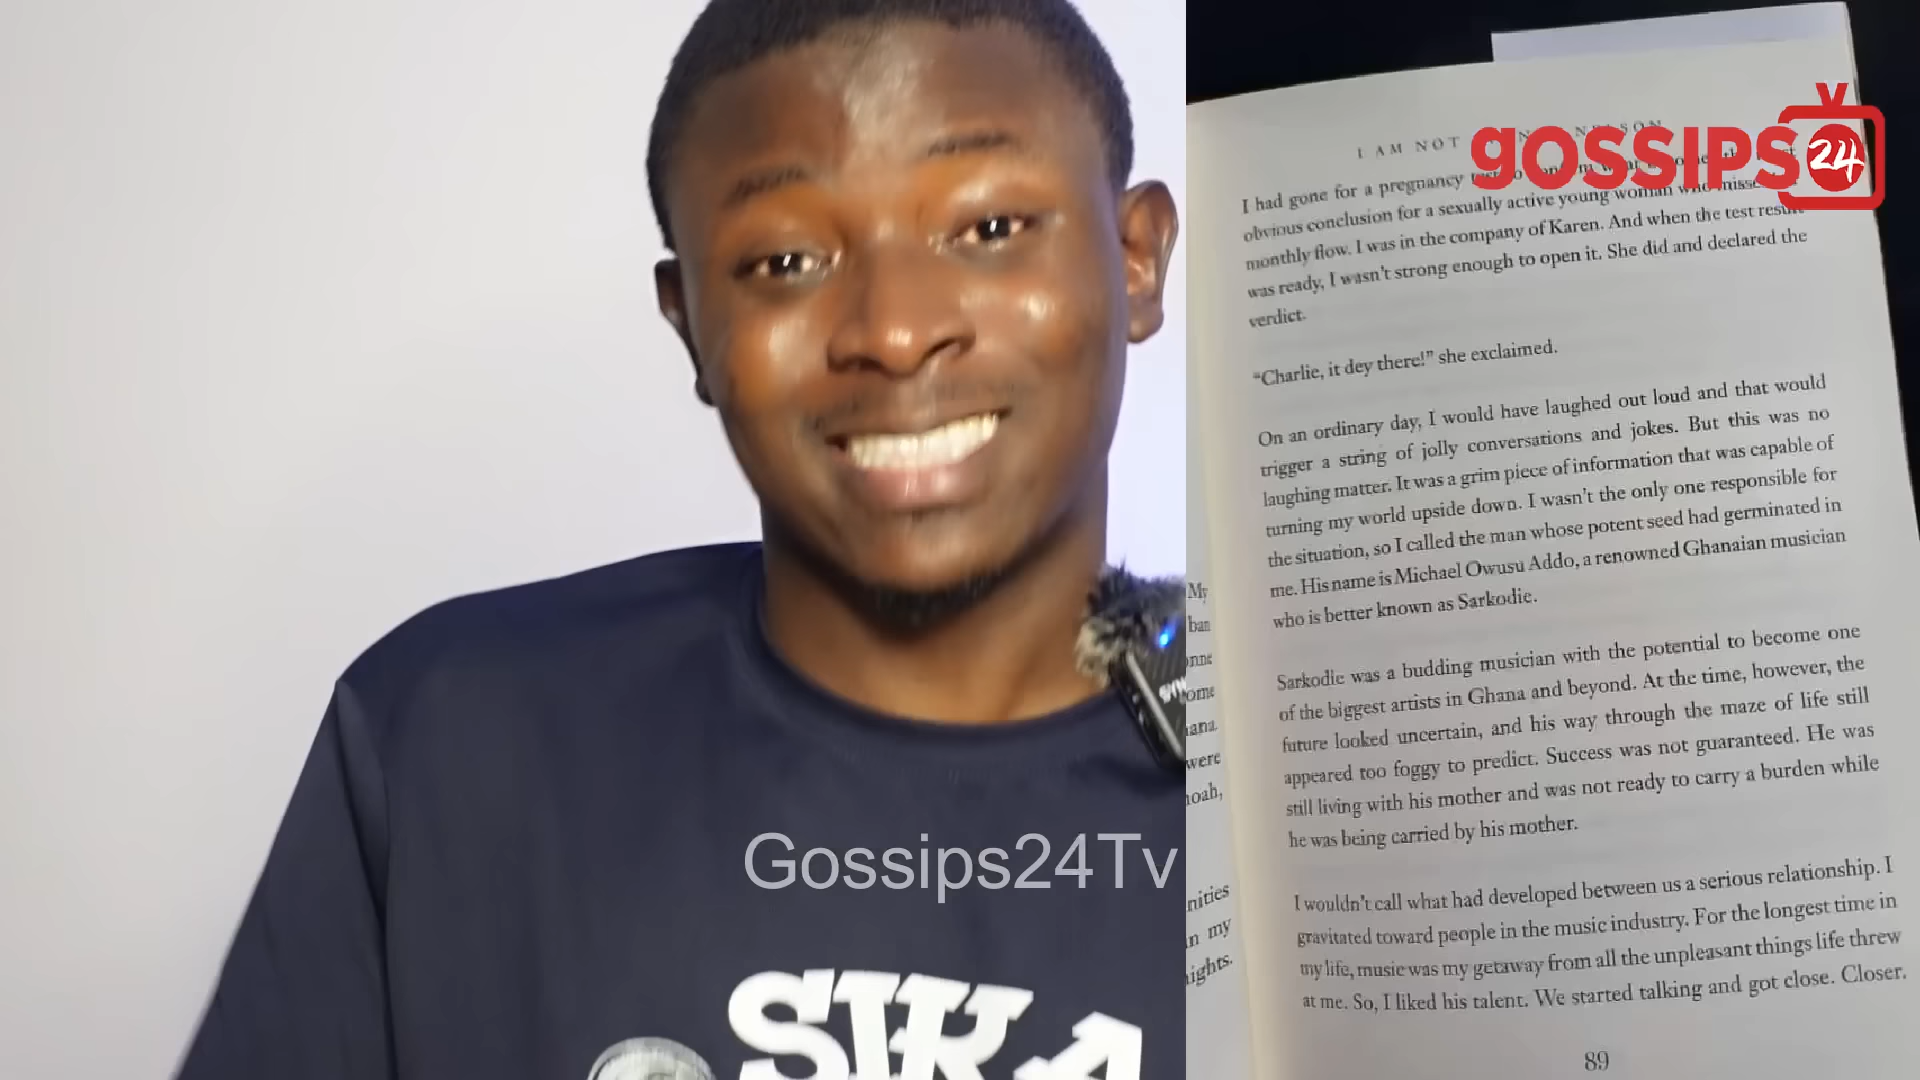 Gossips24Tv
SIKA
gossips24
I AM NOT
I had gone for a pregnancy
obvious conclusion for a sexually active young woman who
monthly flow. I was in the company of Karen. And when the test result
was ready, I wasn't strong enough to open it. She did and declared the
verdict.
“Charlie, it dey there!” she exclaimed.
On an ordinary day, I would have laughed out loud and that would
trigger a string of jolly conversations and jokes. But this was no
laughing matter. It was a grim piece of information that was capable of
turning my world upside down. I wasn't the only one responsible for
the situation, so I called the man whose potent seed had germinated in
me. His name is Michael Owusu Addo, a renowned Ghanaian musician
who is better known as Sarkodie.
Sarkodie was a budding musician with the potential to become one
of the biggest artists in Ghana and beyond. At the time, however, the
future looked uncertain, and his way through the maze of life still
appeared too foggy to predict. Success was not guaranteed. He was
still living with his mother and was not ready to carry a burden while
he was being carried by his mother.
I wouldn't call what had developed between us a serious relationship. I
gravitated toward people in the music industry. For the longest time in
my life, music was my getaway from all the unpleasant things life threw
at me. So, I liked his talent. We started talking and got close. Closer.
89
My
were
my